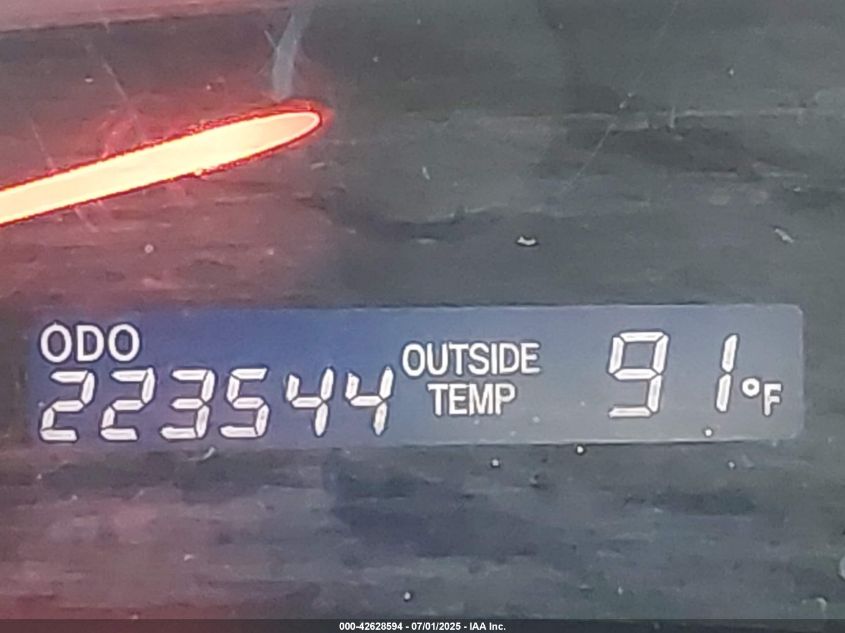 ODO
223544
OUTSIDE
TEMP
91°F
000-42628594 - 07/01/2025 - IAA Inc.